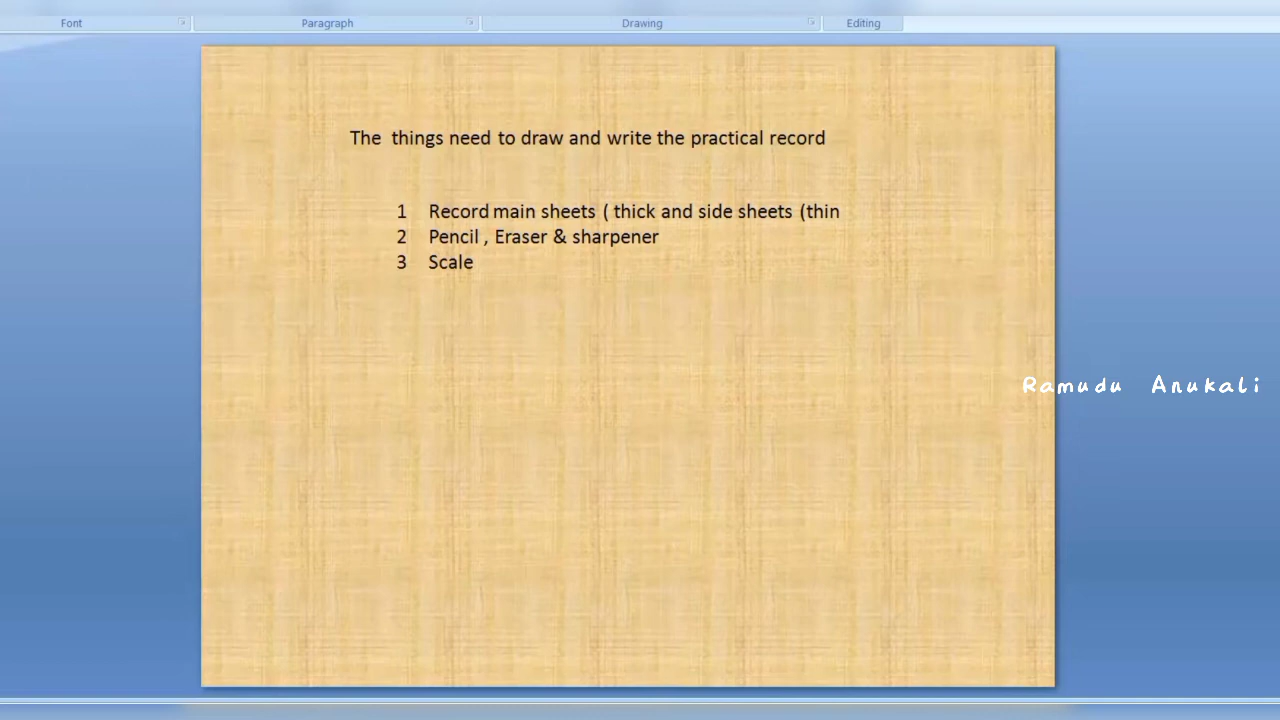 Font Paragraph Drawing Editing
The things need to draw and write the practical record
1 Record main sheets ( thick and side sheets (thin
2 Pencil , Eraser & sharpener
3 Scale
Ramudu Anukali